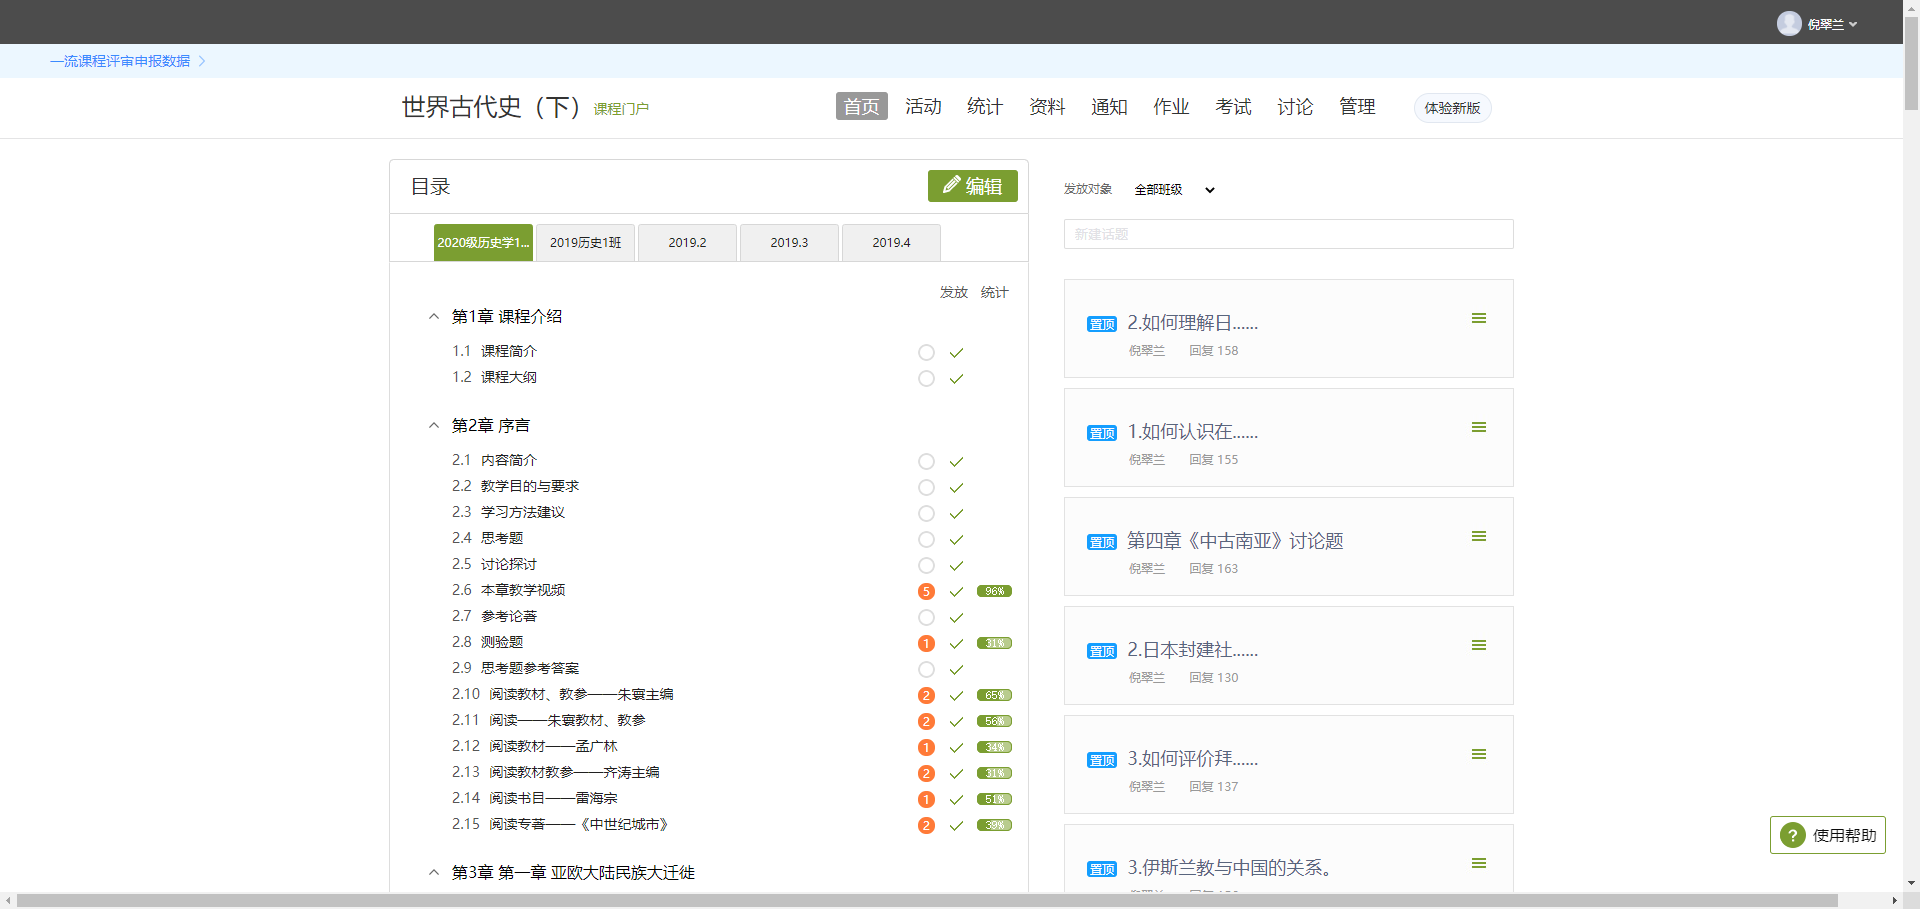 倪翠兰
一流课程评审申报数据
世界古代史（下） 课程门户
首页 活动 统计 资料 通知 作业 考试 讨论 管理 体验新版
目录
编辑
2020级历史学1... 2019历史1班 2019.2 2019.3 2019.4
发放 统计
第1章 课程介绍
1.1 课程简介
1.2 课程大纲
第2章 序言
2.1 内容简介
2.2 教学目的与要求
2.3 学习方法建议
2.4 思考题
2.5 讨论探讨
2.6 本章教学视频 5 96%
2.7 参考论著
2.8 测验题 1 31%
2.9 思考题参考答案
2.10 阅读教材、教参——朱寰主编 2 65%
2.11 阅读——朱寰教材、教参 2 56%
2.12 阅读教材——孟广林 1 34%
2.13 阅读教材教参——齐涛主编 2 31%
2.14 阅读书目——雷海宗 1 51%
2.15 阅读专著——《中世纪城市》 2 39%
第3章 第一章 亚欧大陆民族大迁徙
发放对象 全部班级
新建话题
置顶 2.如何理解日......
倪翠兰 回复 158
置顶 1.如何认识在......
倪翠兰 回复 155
置顶 第四章《中古南亚》讨论题
倪翠兰 回复 163
置顶 2.日本封建社......
倪翠兰 回复 130
置顶 3.如何评价拜......
倪翠兰 回复 137
置顶 3.伊斯兰教与中国的关系。
? 使用帮助